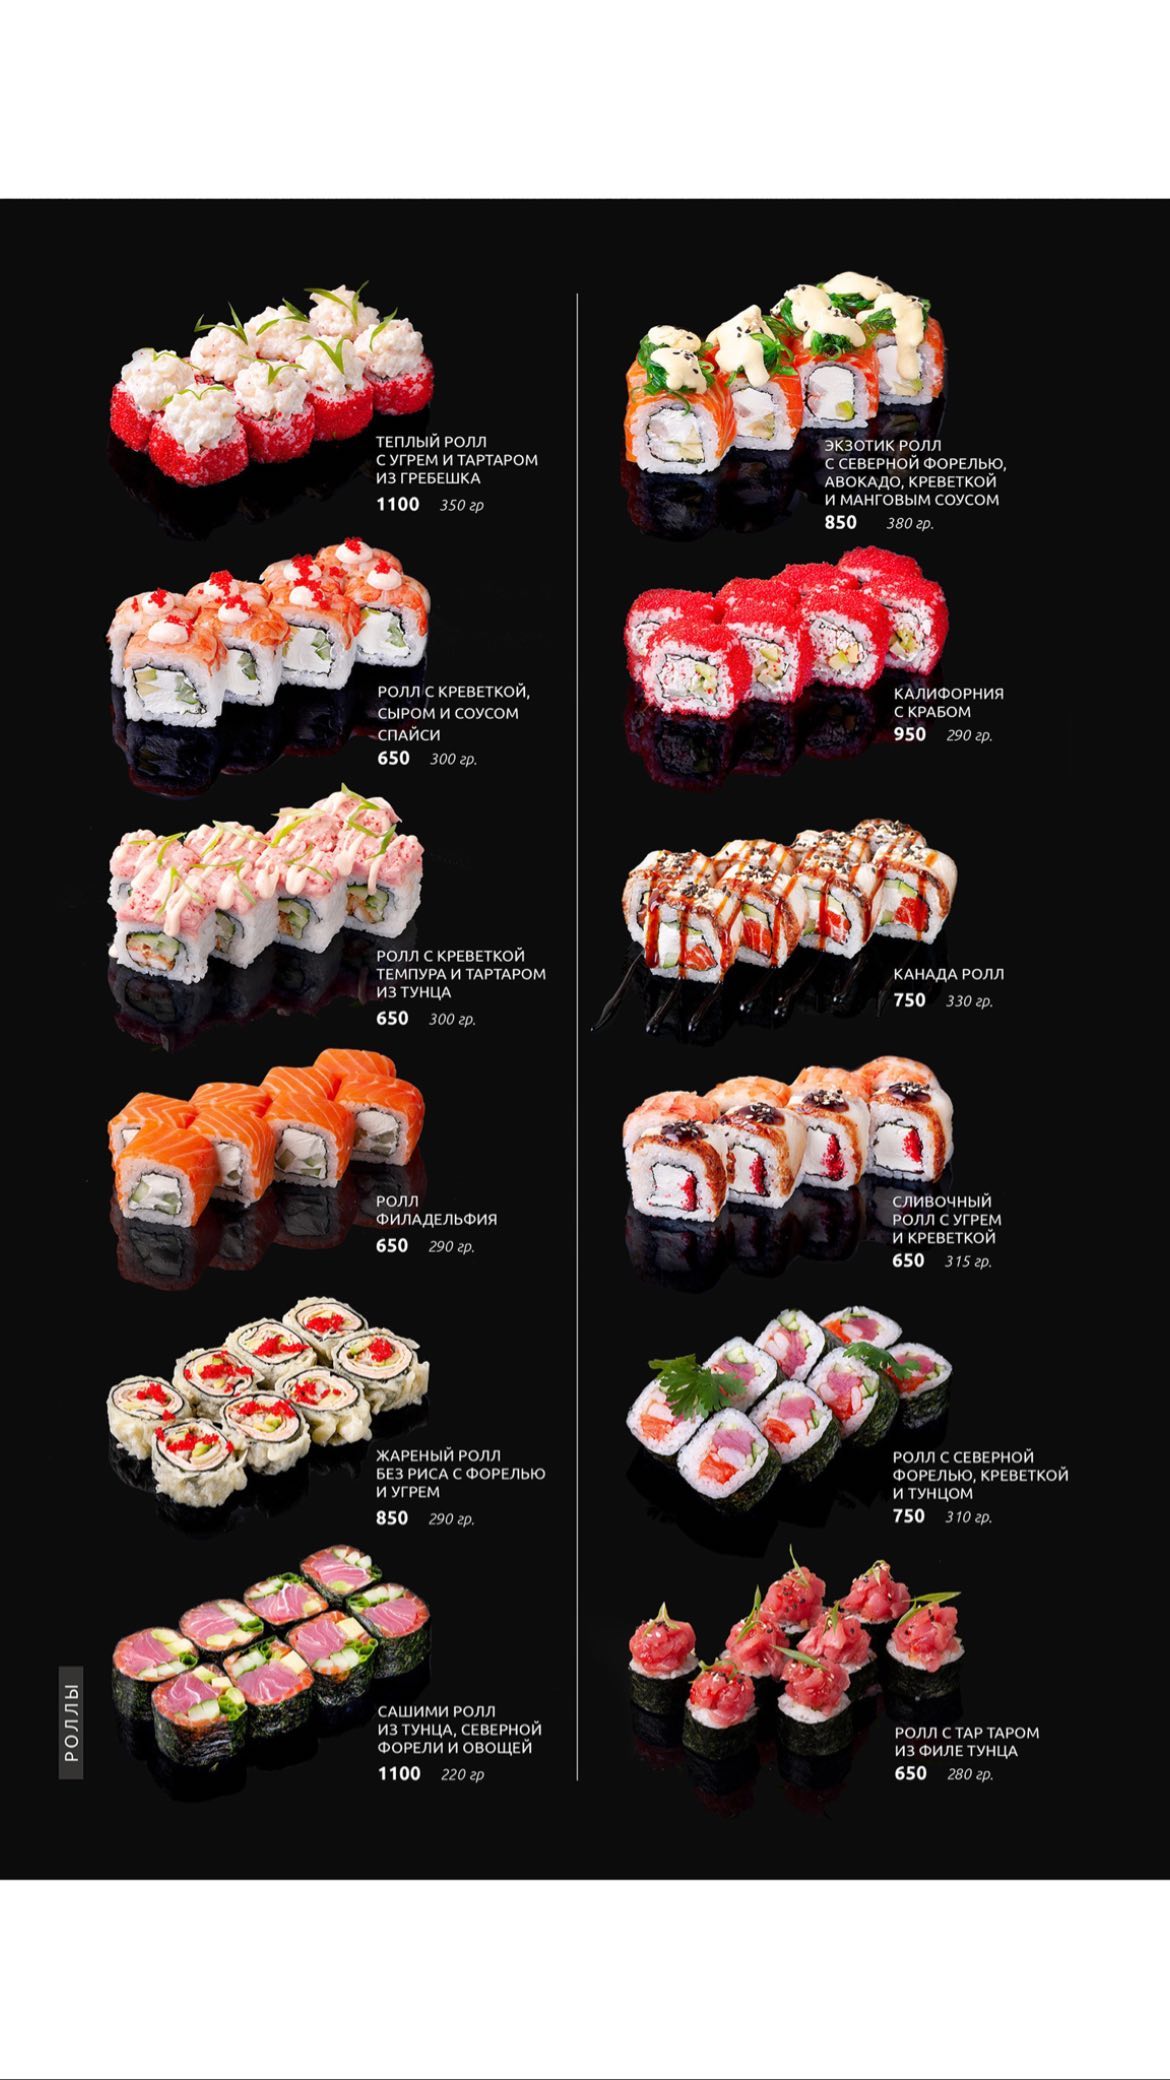 ТЕПЛЫЙ РОЛЛ
С УГРЕМ И ТАРТАРОМ
ИЗ ГРЕБЕШКА
1100 350 гр
РОЛЛ С КРЕВЕТКОЙ,
СЫРОМ И СОУСОМ
СПАЙСИ
650 300 гр.
РОЛЛ С КРЕВЕТКОЙ
ТЕМПУРА И ТАРТАРОМ
ИЗ ТУНЦА
650 300 гр.
РОЛЛ
ФИЛАДЕЛЬФИЯ
650 290 гр.
ЖАРЕНЫЙ РОЛЛ
БЕЗ РИСА С ФОРЕЛЬЮ
И УГРЕМ
850 290 гр.
САШИМИ РОЛЛ
ИЗ ТУНЦА, СЕВЕРНОЙ
ФОРЕЛИ И ОВОЩЕЙ
1100 220 гр
РОЛЛЫ
ЭКЗОТИК РОЛЛ
С СЕВЕРНОЙ ФОРЕЛЬЮ,
АВОКАДО, КРЕВЕТКОЙ
И МАНГОВЫМ СОУСОМ
850 380 гр.
КАЛИФОРНИЯ
С КРАБОМ
950 290 гр.
КАНАДА РОЛЛ
750 330 гр.
СЛИВОЧНЫЙ
РОЛЛ С УГРЕМ
И КРЕВЕТКОЙ
650 315 гр.
РОЛЛ С СЕВЕРНОЙ
ФОРЕЛЬЮ, КРЕВЕТКОЙ
И ТУНЦОМ
750 310 гр.
РОЛЛ С ТАР ТАРОМ
ИЗ ФИЛЕ ТУНЦА
650 280 гр.